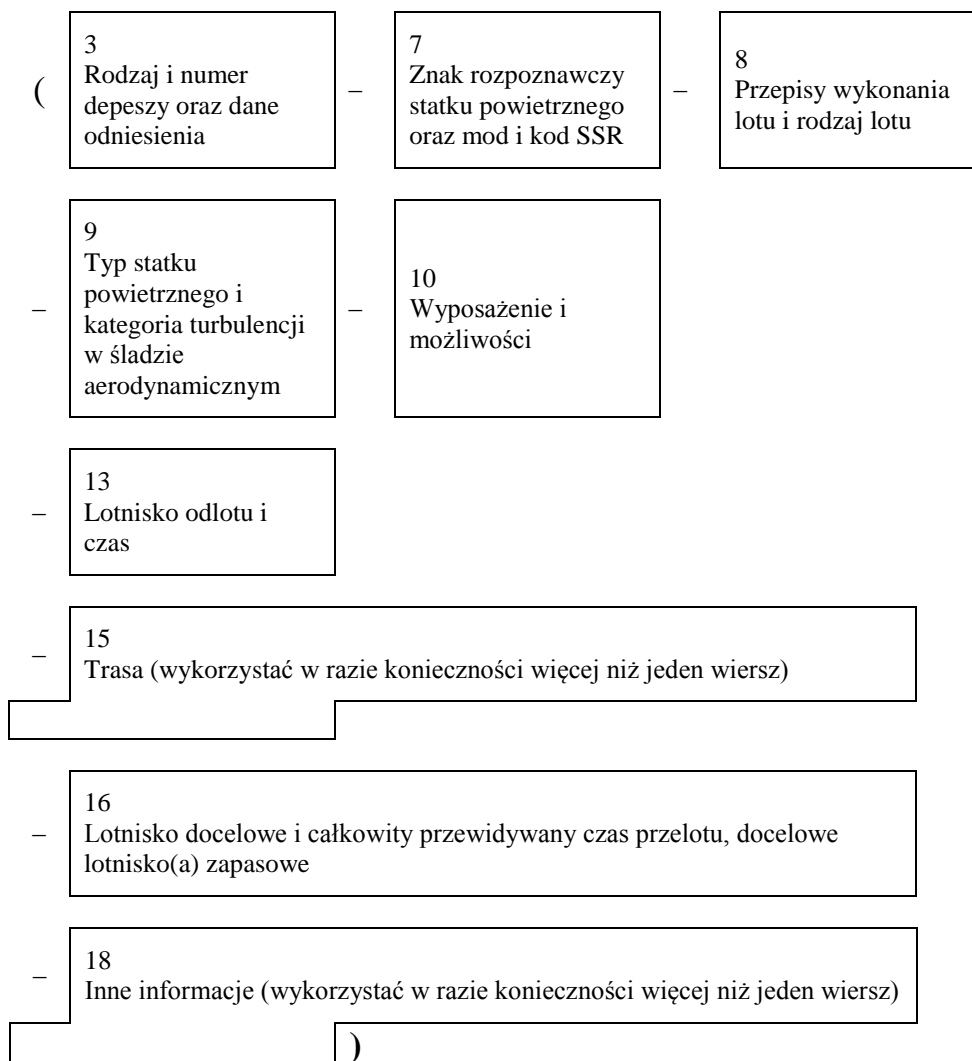 (
3
Rodzaj i numer
depeszy oraz dane
odniesienia
–
7
Znak rozpoznawczy
statku powietrznego
oraz mod i kod SSR
–
8
Przepisy wykonania
lotu i rodzaj lotu
–
9
Typ statku
powietrznego i
kategoria turbulencji
w śladzie
aerodynamicznym
–
10
Wyposażenie i
możliwości
–
13
Lotnisko odlotu i
czas
–
15
Trasa (wykorzystać w razie konieczności więcej niż jeden wiersz)
–
16
Lotnisko docelowe i całkowity przewidywany czas przelotu, docelowe
lotnisko(a) zapasowe
–
18
Inne informacje (wykorzystać w razie konieczności więcej niż jeden wiersz)
)